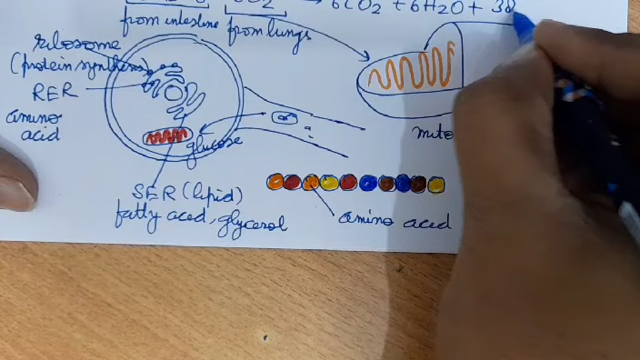 6CO2 + 6H2O + 38
from intestine
from lungs
ribosome
(protein synthesis)
RER
amino
acid
glucose
mito
SER (lipid)
fatty acid, glycerol
amino acid